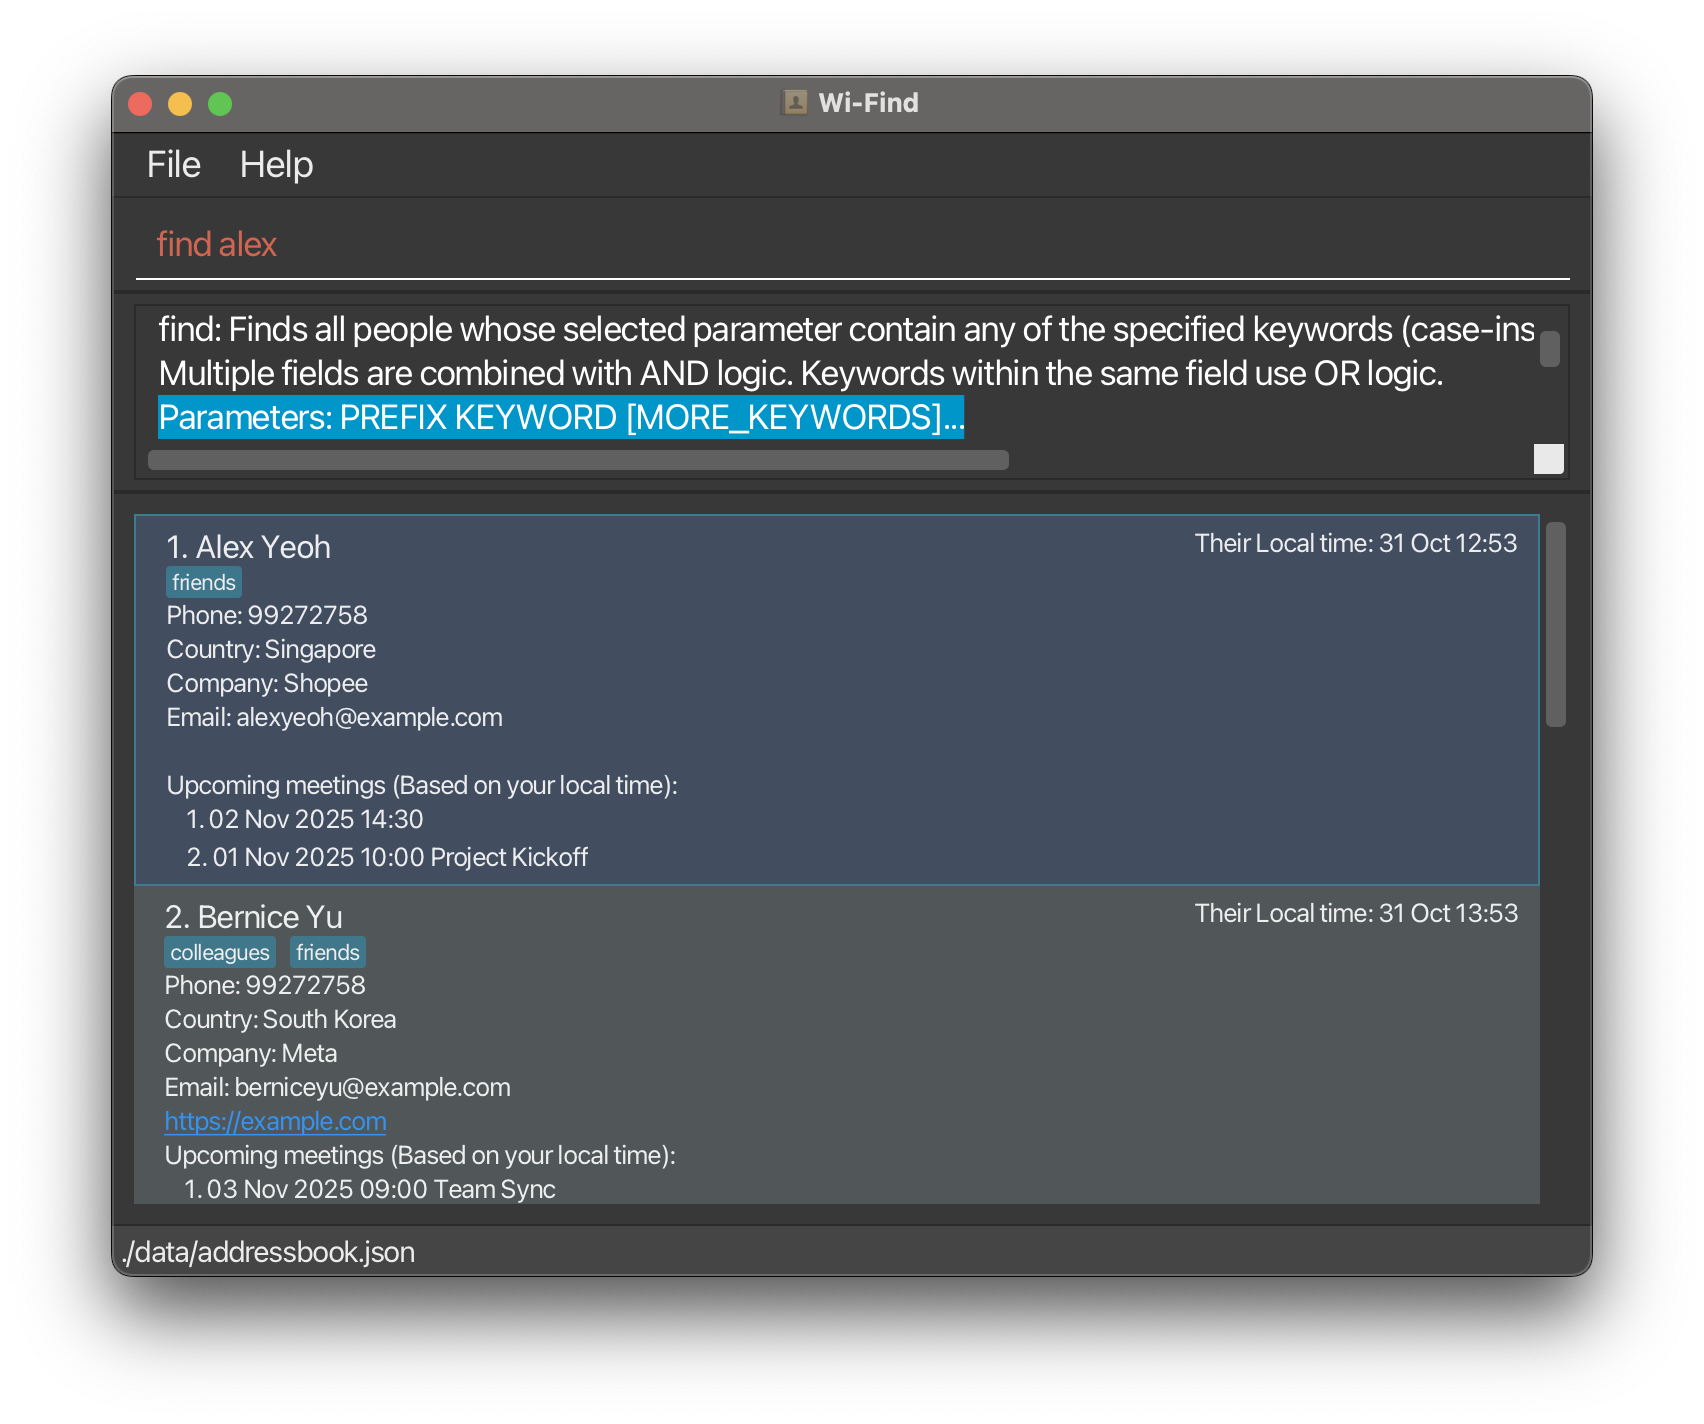 Wi-Find
File Help
find alex
find: Finds all people whose selected parameter contain any of the specified keywords (case-ins
Multiple fields are combined with AND logic. Keywords within the same field use OR logic.
Parameters: PREFIX KEYWORD [MORE_KEYWORDS]...
1. Alex Yeoh Their Local time: 31 Oct 12:53
friends
Phone: 99272758
Country: Singapore
Company: Shopee
Email: alexyeoh@example.com
Upcoming meetings (Based on your local time):
1. 02 Nov 2025 14:30
2. 01 Nov 2025 10:00 Project Kickoff
2. Bernice Yu Their Local time: 31 Oct 13:53
colleagues friends
Phone: 99272758
Country: South Korea
Company: Meta
Email: berniceyu@example.com
https://example.com
Upcoming meetings (Based on your local time):
1. 03 Nov 2025 09:00 Team Sync
./data/addressbook.json